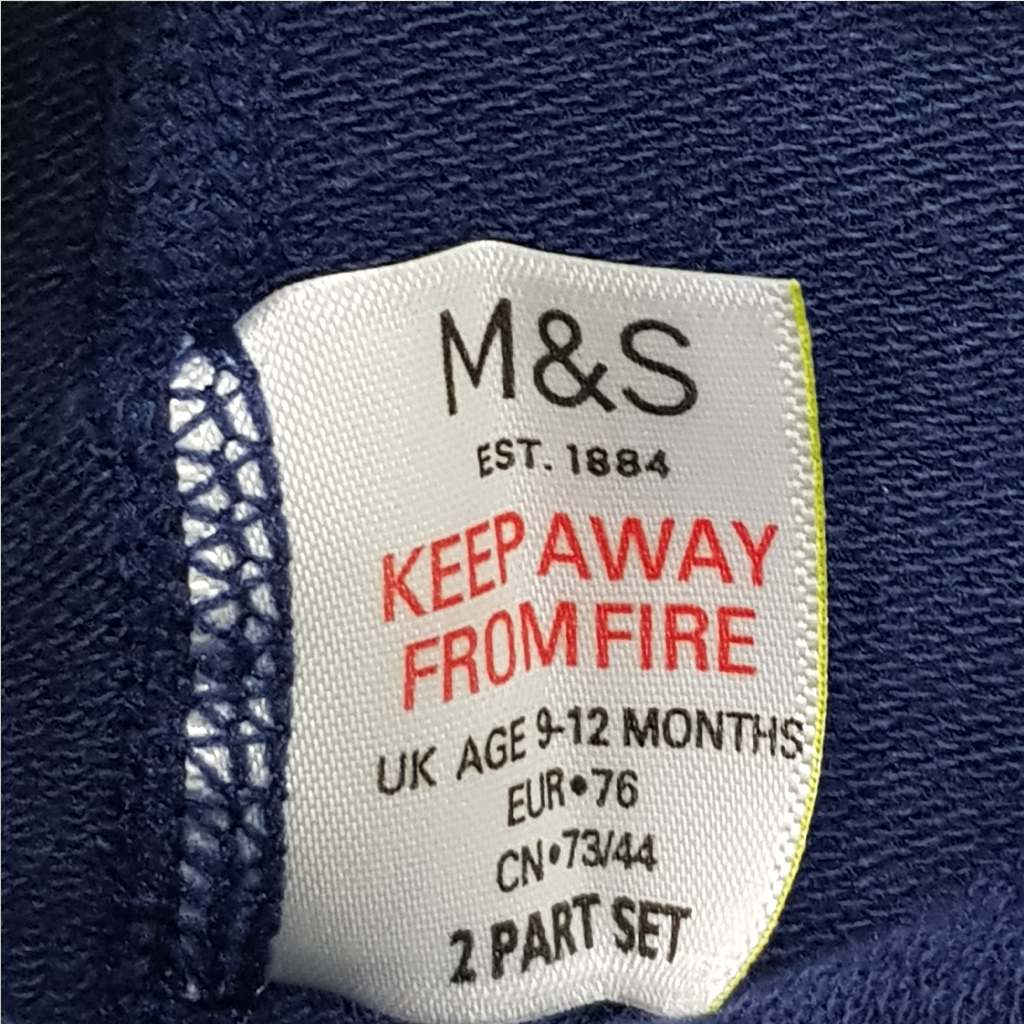 M&S
EST. 1884
KEEP AWAY
FROM FIRE
UK AGE 9-12 MONTHS
EUR•76
CN•73/44
2 PART SET